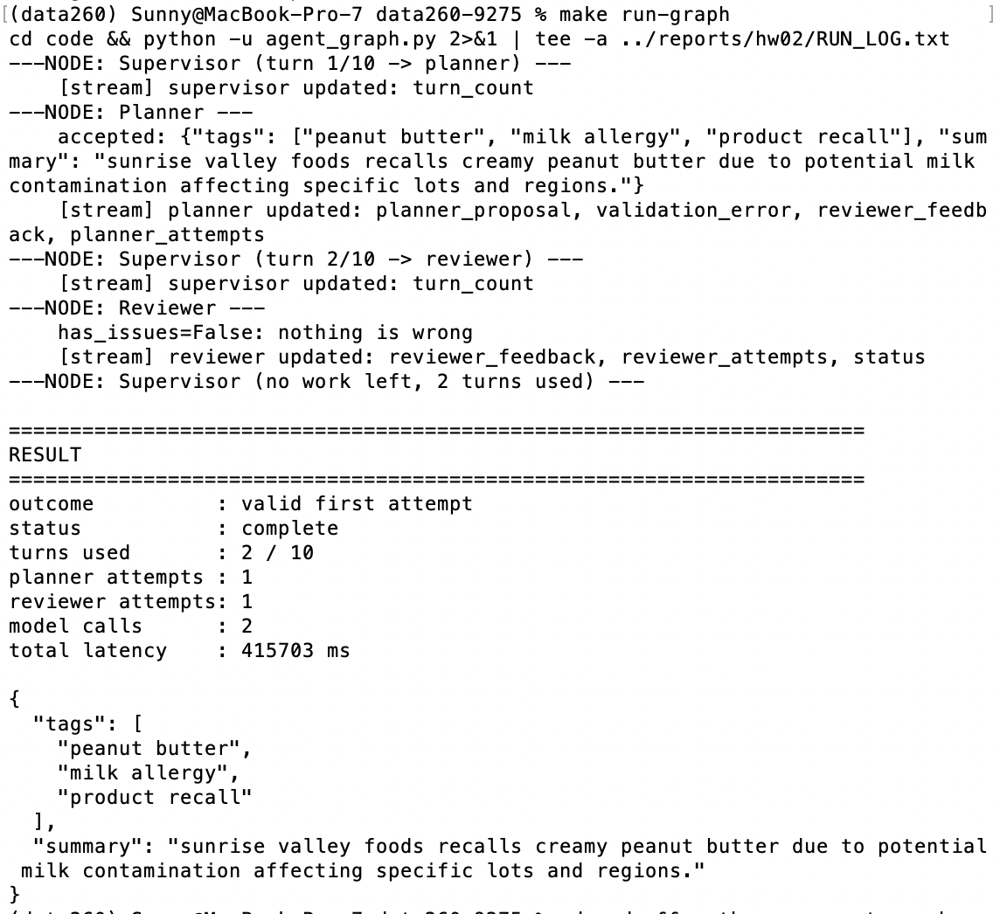 [(data260) Sunny@MacBook-Pro-7 data260-9275 % make run-graph ]
cd code && python -u agent_graph.py 2>&1 | tee -a ../reports/hw02/RUN_LOG.txt
---NODE: Supervisor (turn 1/10 -> planner) ---
    [stream] supervisor updated: turn_count
---NODE: Planner ---
    accepted: {"tags": ["peanut butter", "milk allergy", "product recall"], "sum
mary": "sunrise valley foods recalls creamy peanut butter due to potential milk
contamination affecting specific lots and regions."}
    [stream] planner updated: planner_proposal, validation_error, reviewer_feedb
ack, planner_attempts
---NODE: Supervisor (turn 2/10 -> reviewer) ---
    [stream] supervisor updated: turn_count
---NODE: Reviewer ---
    has_issues=False: nothing is wrong
    [stream] reviewer updated: reviewer_feedback, reviewer_attempts, status
---NODE: Supervisor (no work left, 2 turns used) ---

======================================================================
RESULT
======================================================================
outcome          : valid first attempt
status           : complete
turns used       : 2 / 10
planner attempts : 1
reviewer attempts: 1
model calls      : 2
total latency    : 415703 ms

{
  "tags": [
    "peanut butter",
    "milk allergy",
    "product recall"
  ],
  "summary": "sunrise valley foods recalls creamy peanut butter due to potential
 milk contamination affecting specific lots and regions."
}